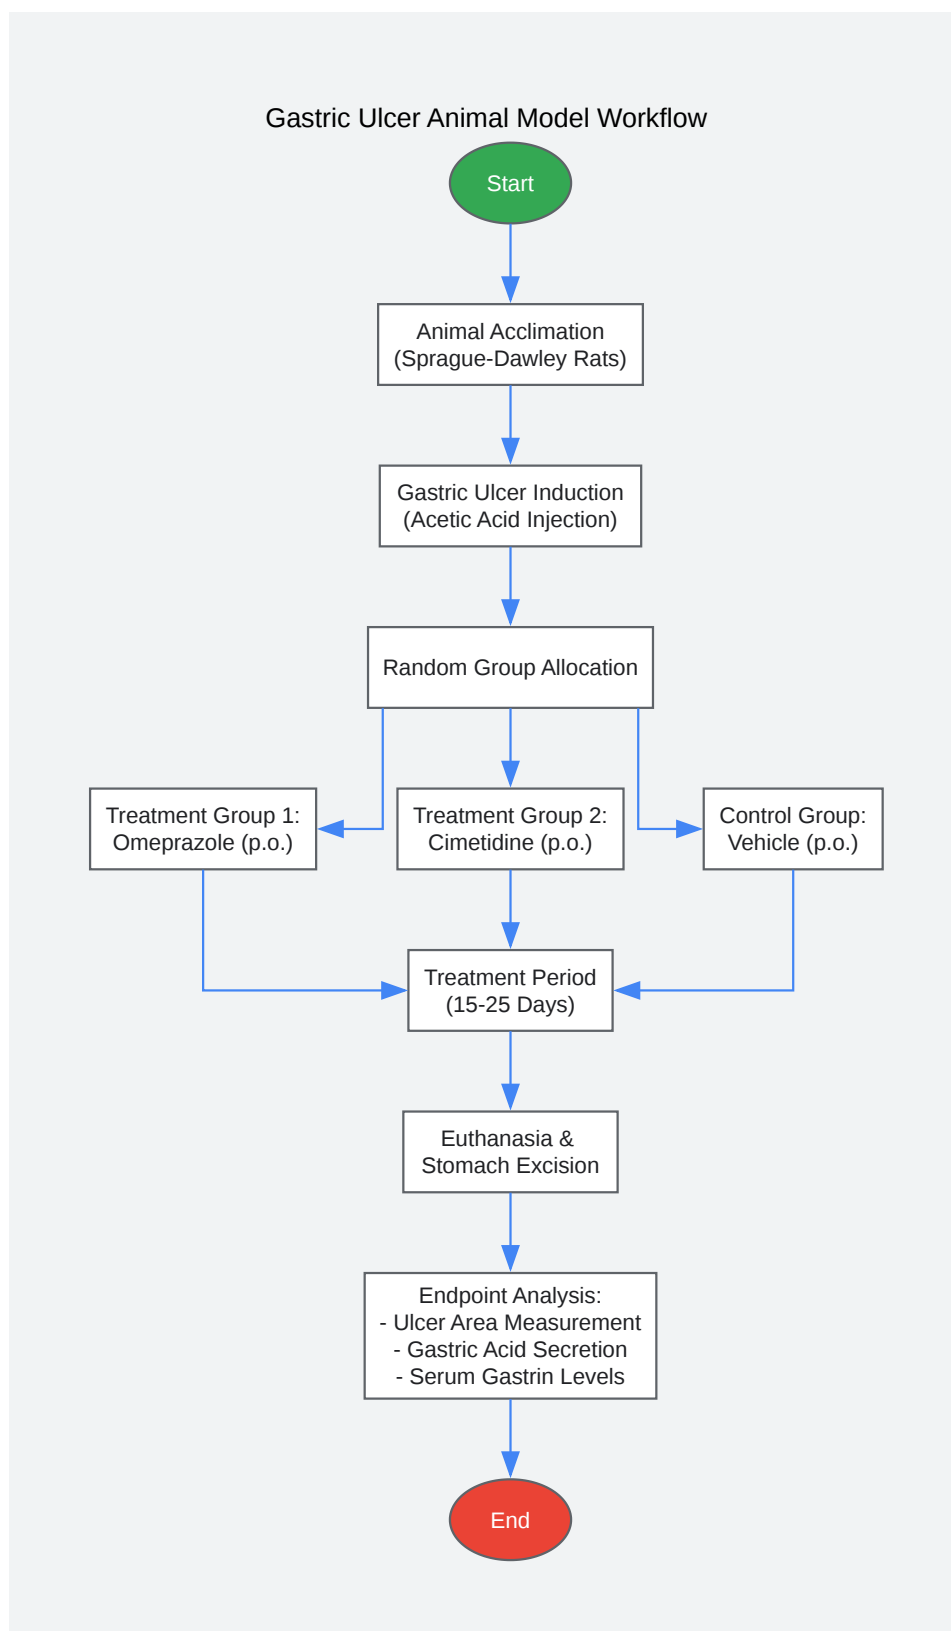 Gastric Ulcer Animal Model Workflow
Start
Animal Acclimation
(Sprague-Dawley Rats)
Gastric Ulcer Induction
(Acetic Acid Injection)
Random Group Allocation
Treatment Group 1:
Omeprazole (p.o.)
Treatment Group 2:
Cimetidine (p.o.)
Control Group:
Vehicle (p.o.)
Treatment Period
(15-25 Days)
Euthanasia &
Stomach Excision
Endpoint Analysis:
- Ulcer Area Measurement
- Gastric Acid Secretion
- Serum Gastrin Levels
End